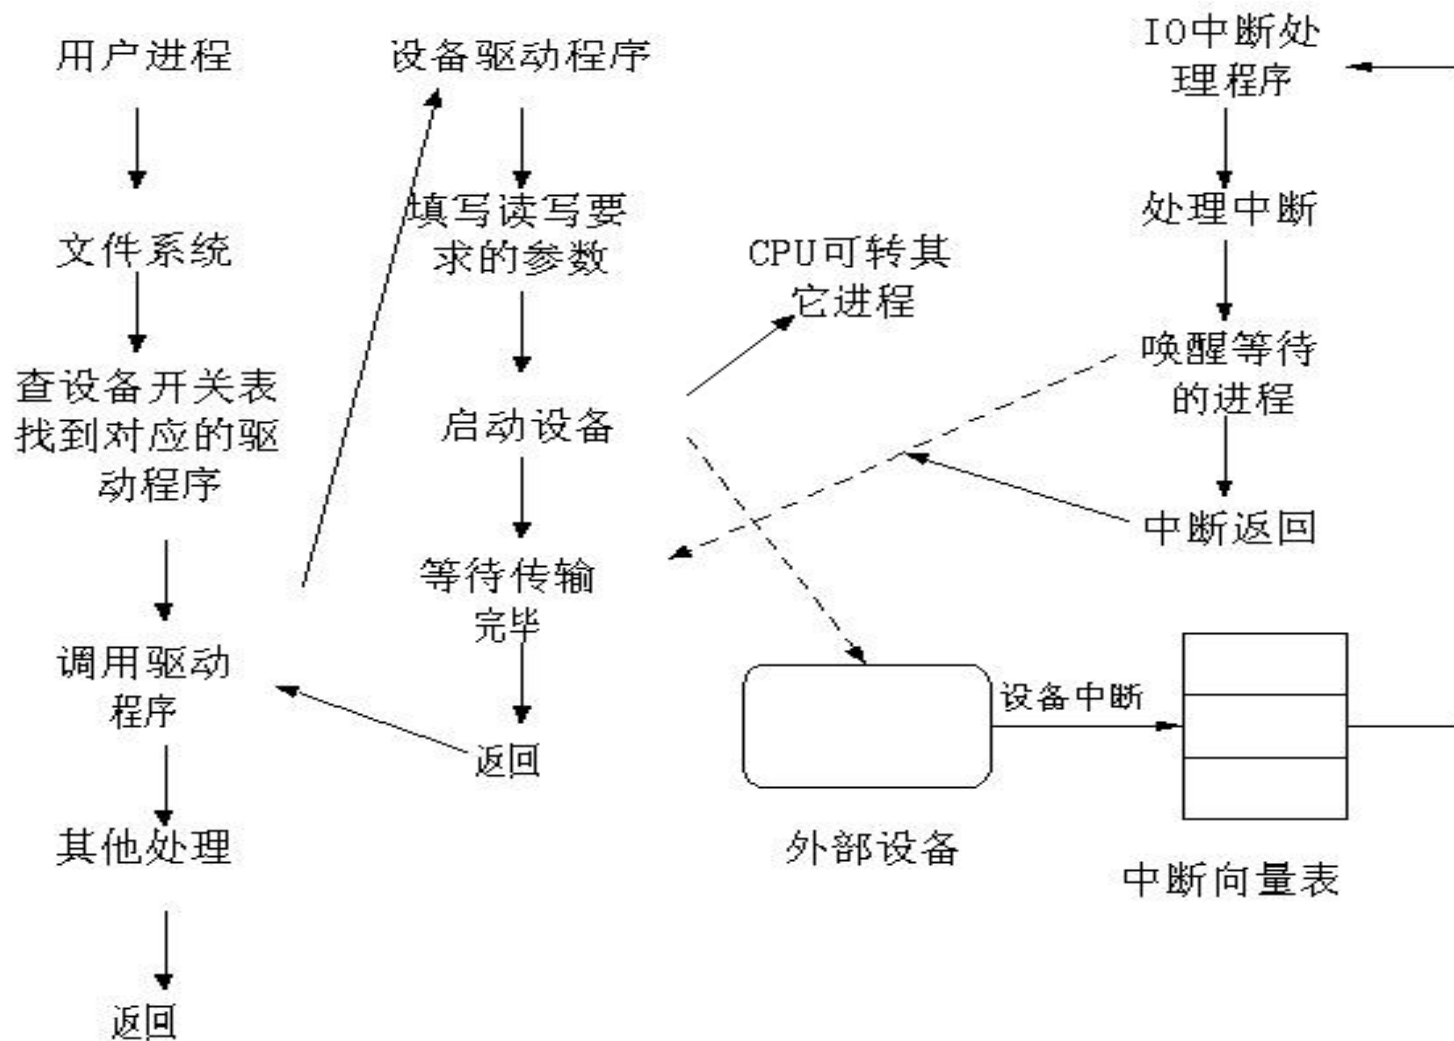 用户进程
文件系统
查设备开关表
找到对应的驱
动程序
调用驱动
程序
其他处理
返回
设备驱动程序
填写读写要
求的参数
启动设备
等待传输
完毕
返回
CPU可转其
它进程
外部设备
设备中断
中断向量表
IO中断处
理程序
处理中断
唤醒等待
的进程
中断返回